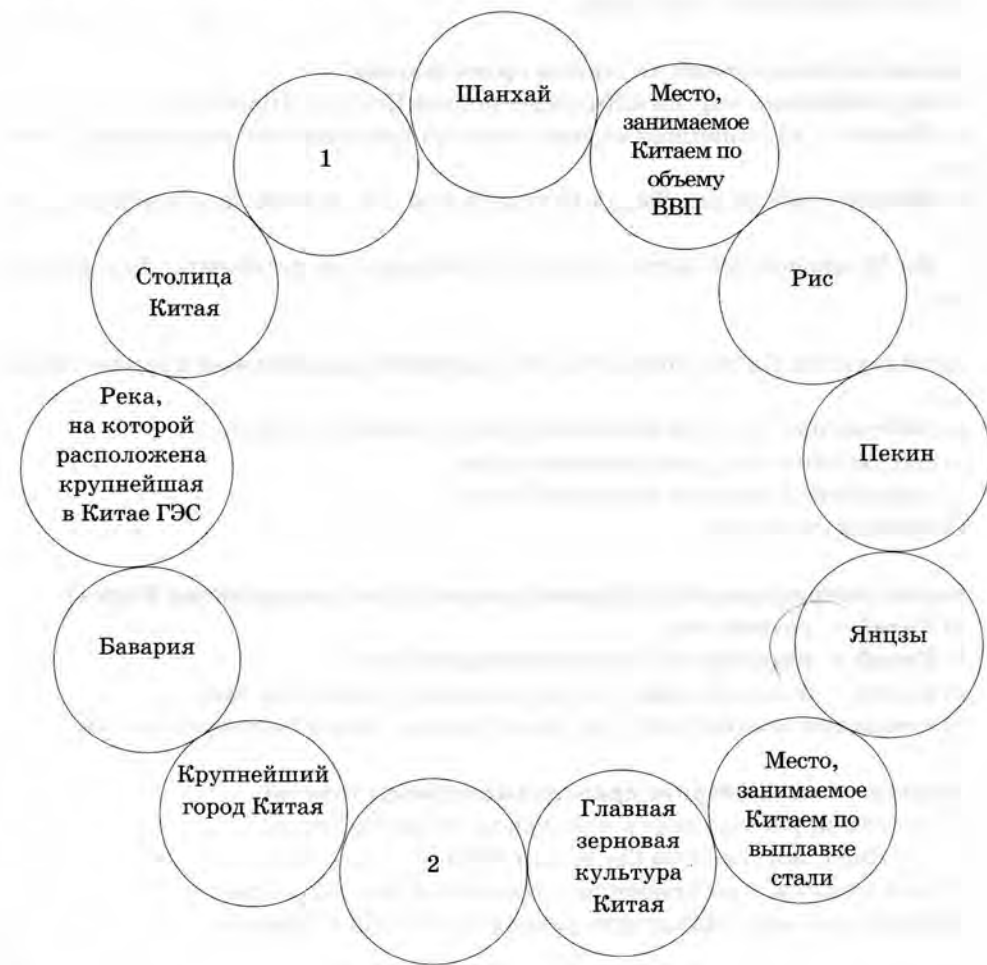 Шанхай
Место,
занимаемое
Китаем по
объему
ВВП
Рис
Пекин
Янцзы
Место,
занимаемое
Китаем по
выплавке
стали
Главная
зерновая
культура
Китая
2
Крупнейший
город Китая
Бавария
Река,
на которой
расположена
крупнейшая
в Китае ГЭС
Столица
Китая
1